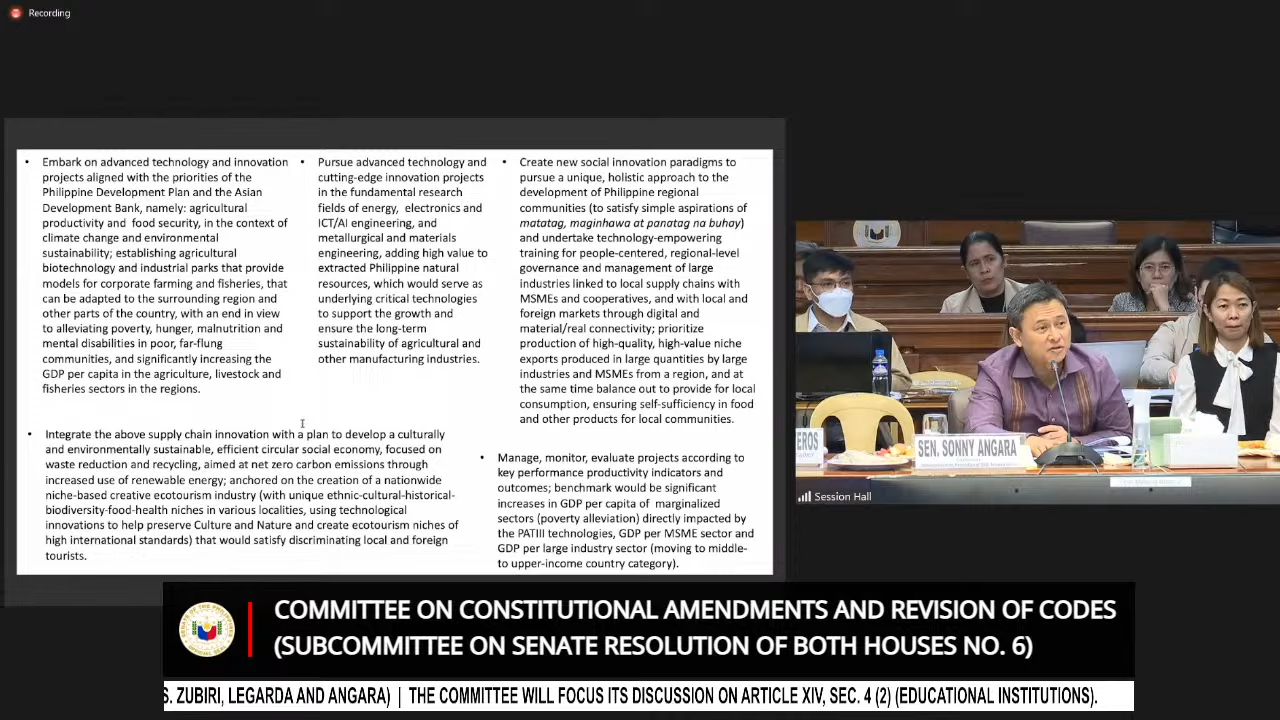 Recording
• Embark on advanced technology and innovation
projects aligned with the priorities of the
Philippine Development Plan and the Asian
Development Bank, namely: agricultural
productivity and food security, in the context of
climate change and environmental
sustainability; establishing agricultural
biotechnology and industrial parks that provide
models for corporate farming and fisheries, that
can be adapted to the surrounding region and
other parts of the country, with an end in view
to alleviating poverty, hunger, malnutrition and
mental disabilities in poor, far-flung
communities, and significantly increasing the
GDP per capita in the agriculture, livestock and
fisheries sectors in the regions.
• Pursue advanced technology and
cutting-edge innovation projects
in the fundamental research
fields of energy, electronics and
ICT/AI engineering, and
metallurgical and materials
engineering, adding high value to
extracted Philippine natural
resources, which would serve as
underlying critical technologies
to support the growth and
ensure the long-term
sustainability of agricultural and
other manufacturing industries.
• Create new social innovation paradigms to
pursue a unique, holistic approach to the
development of Philippine regional
communities (to satisfy simple aspirations of
matatag, maginhawa at panatag na buhay)
and undertake technology-empowering
training for people-centered, regional-level
governance and management of large
industries linked to local supply chains with
MSMEs and cooperatives, and with local and
foreign markets through digital and
material/real connectivity; prioritize
production of high-quality, high-value niche
exports produced in large quantities by large
industries and MSMEs from a region, and at
the same time balance out to provide for local
consumption, ensuring self-sufficiency in food
and other products for local communities.
• Integrate the above supply chain innovation with a plan to develop a culturally
and environmentally sustainable, efficient circular social economy, focused on
waste reduction and recycling, aimed at net zero carbon emissions through
increased use of renewable energy; anchored on the creation of a nationwide
niche-based creative ecotourism industry (with unique ethnic-cultural-historical-
biodiversity-food-health niches in various localities, using technological
innovations to help preserve Culture and Nature and create ecotourism niches of
high international standards) that would satisfy discriminating local and foreign
tourists.
• Manage, monitor, evaluate projects according to
key performance productivity indicators and
outcomes; benchmark would be significant
increases in GDP per capita of marginalized
sectors (poverty alleviation) directly impacted by
the PATIII technologies, GDP per MSME sector and
GDP per large industry sector (moving to middle-
to upper-income country category).
EROS
SEN. SONNY ANGARA
Session Hall
COMMITTEE ON CONSTITUTIONAL AMENDMENTS AND REVISION OF CODES
(SUBCOMMITTEE ON SENATE RESOLUTION OF BOTH HOUSES NO. 6)
S. ZUBIRI, LEGARDA AND ANGARA) | THE COMMITTEE WILL FOCUS ITS DISCUSSION ON ARTICLE XIV, SEC. 4 (2) (EDUCATIONAL INSTITUTIONS).